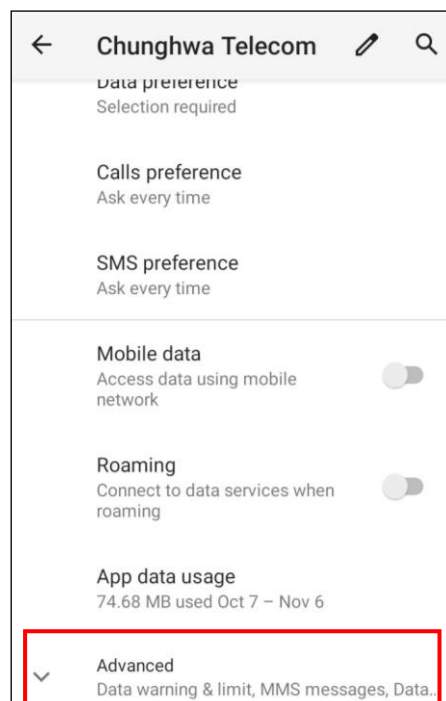 Chunghwa Telecom
Data preference
Selection required
Calls preference
Ask every time
SMS preference
Ask every time
Mobile data
Access data using mobile
network
Roaming
Connect to data services when
roaming
App data usage
74.68 MB used Oct 7 – Nov 6
Advanced
Data warning & limit, MMS messages, Data..